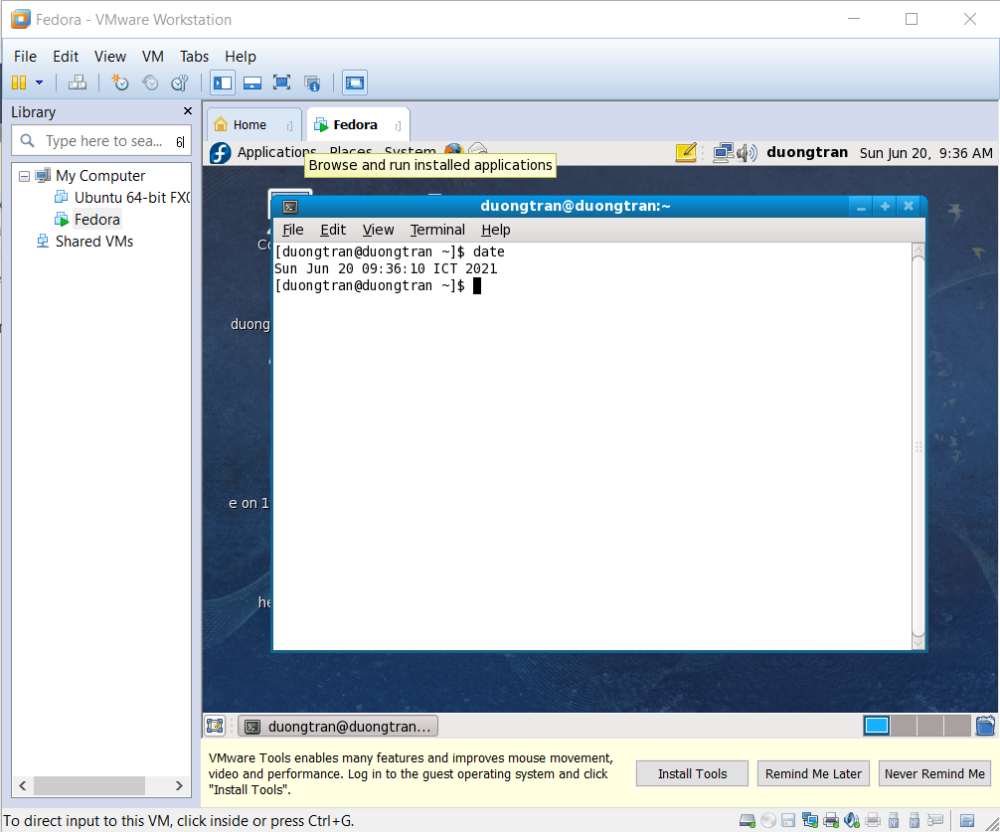 Fedora - VMware Workstation
File Edit View VM Tabs Help
Library
Type here to sea...
My Computer
Ubuntu 64-bit FX
Fedora
Shared VMs
Home Fedora
Applications Places System duongtran Sun Jun 20, 9:36 AM
Browse and run installed applications
duongtran@duongtran:~
File Edit View Terminal Help
[duongtran@duongtran ~]$ date
Sun Jun 20 09:36:10 ICT 2021
[duongtran@duongtran ~]$
Co
duong
e on 1
he
duongtran@duongtran...
VMware Tools enables many features and improves mouse movement,
video and performance. Log in to the guest operating system and click
"Install Tools".
Install Tools Remind Me Later Never Remind Me
To direct input to this VM, click inside or press Ctrl+G.